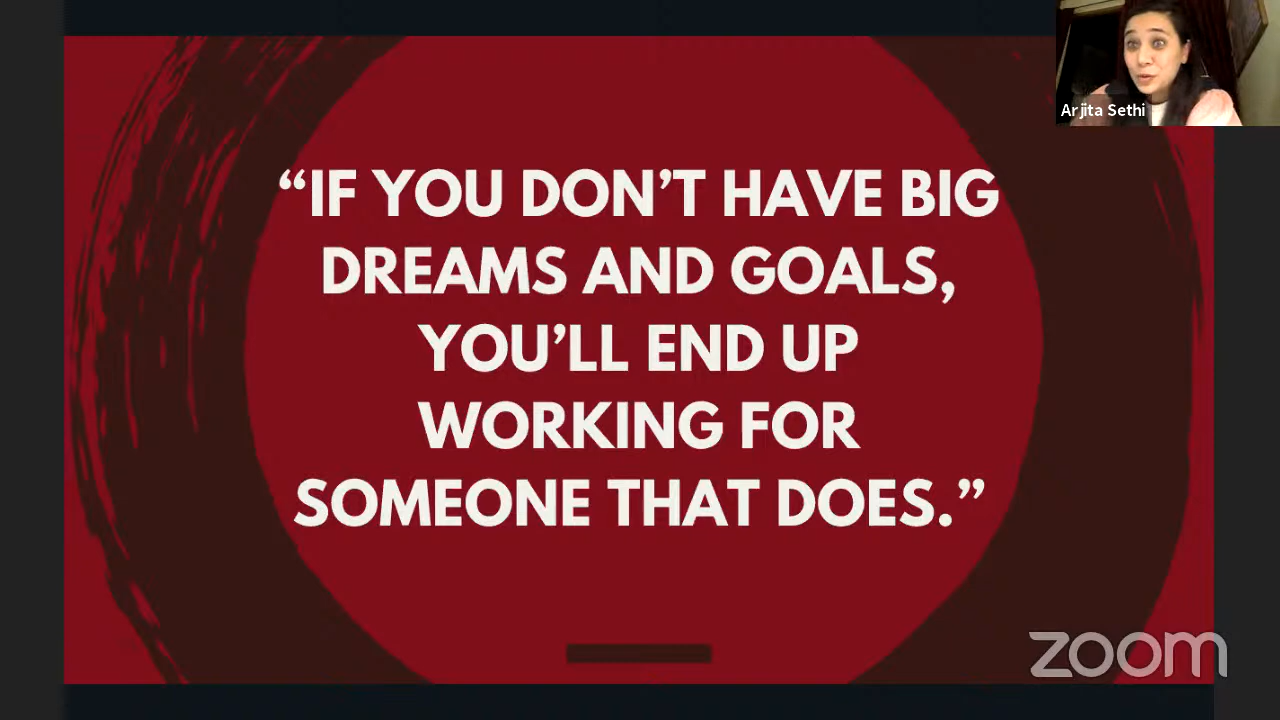 Arjita Sethi
“IF YOU DON’T HAVE BIG
DREAMS AND GOALS,
YOU’LL END UP
WORKING FOR
SOMEONE THAT DOES.”
zoom